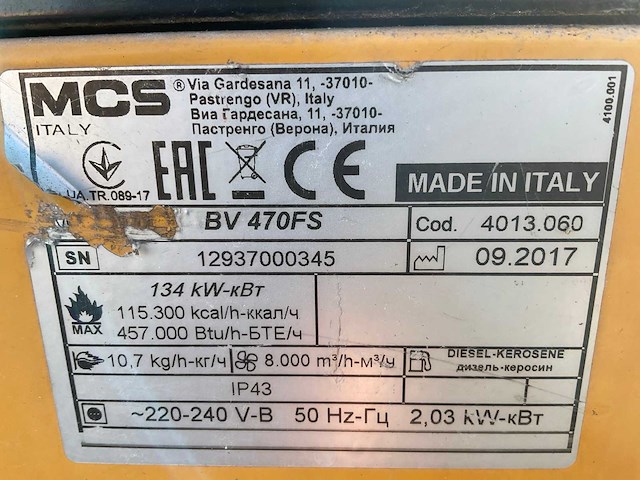 MCS ® Via Gardesana 11, -37010-
Pastrengo (VR), Italy
Виа Гардесана, 11, -37010-
Пастренго (Верона), Италия
ITALY
4100.001
UA.TR.089-17
EAC CE
MADE IN ITALY
BV 470FS
Cod. 4013.060
SN 12937000345
09.2017
134 kW-кВт
115.300 kcal/h-ккал/ч
457.000 Btu/h-БТЕ/ч
MAX
10,7 kg/h-кг/ч
8.000 m³/h-м³/ч
DIESEL-KEROSENE
дизель-керосин
IP43
~220-240 V-В 50 Hz-Гц 2,03 kW-кВт